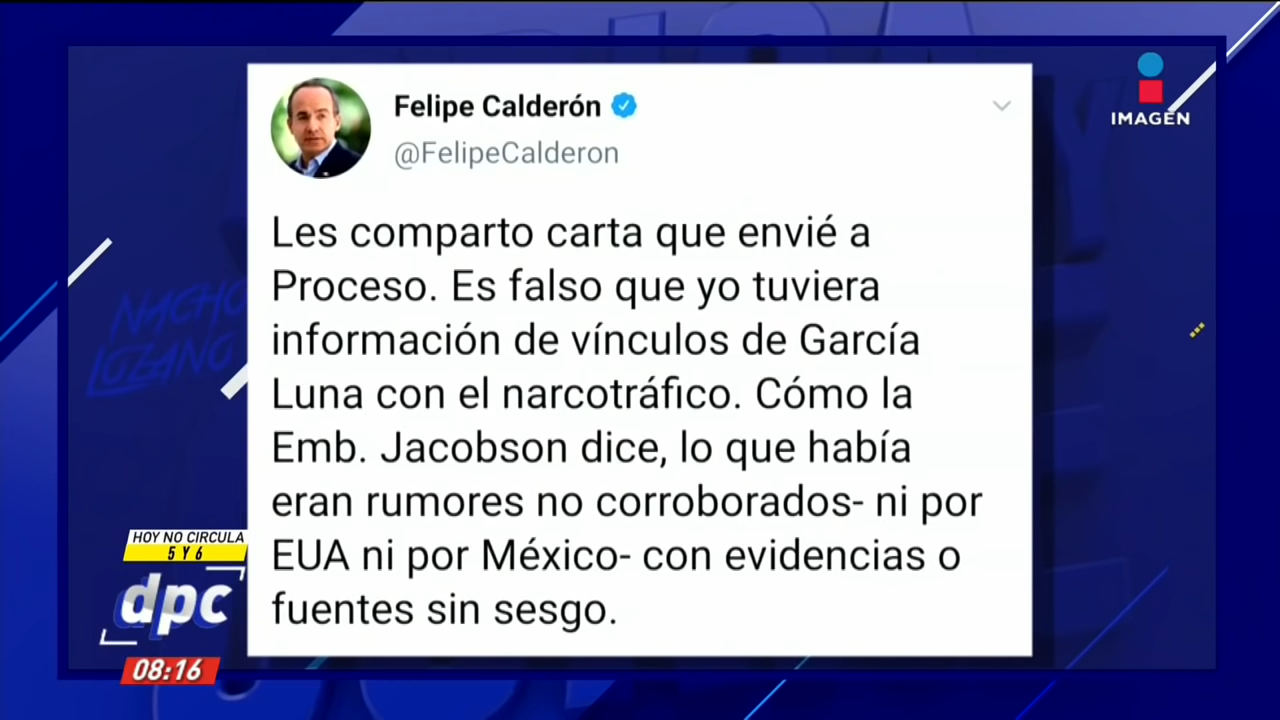 Felipe Calderón
@FelipeCalderon
IMAGEN
Les comparto carta que envié a
Proceso. Es falso que yo tuviera
información de vínculos de García
Luna con el narcotráfico. Cómo la
Emb. Jacobson dice, lo que había
eran rumores no corroborados- ni por
EUA ni por México- con evidencias o
fuentes sin sesgo.
NACHO
LOZANO
HOY NO CIRCULA
5 Y 6
dpc
08:16